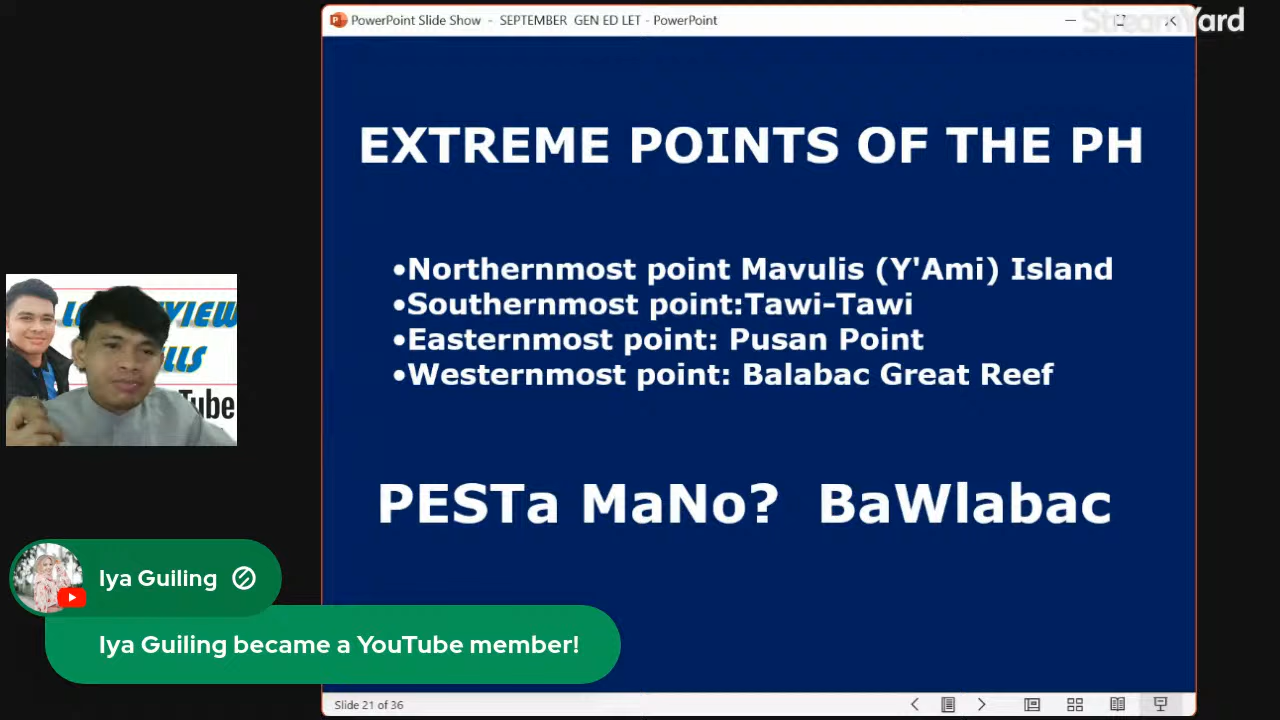 PowerPoint Slide Show - SEPTEMBER GEN ED LET - PowerPoint
StreamYard
EXTREME POINTS OF THE PH
•Northernmost point Mavulis (Y'Ami) Island
•Southernmost point:Tawi-Tawi
•Easternmost point: Pusan Point
•Westernmost point: Balabac Great Reef
PESTa MaNo? BaWlabac
Iya Guiling
Iya Guiling became a YouTube member!
Slide 21 of 36